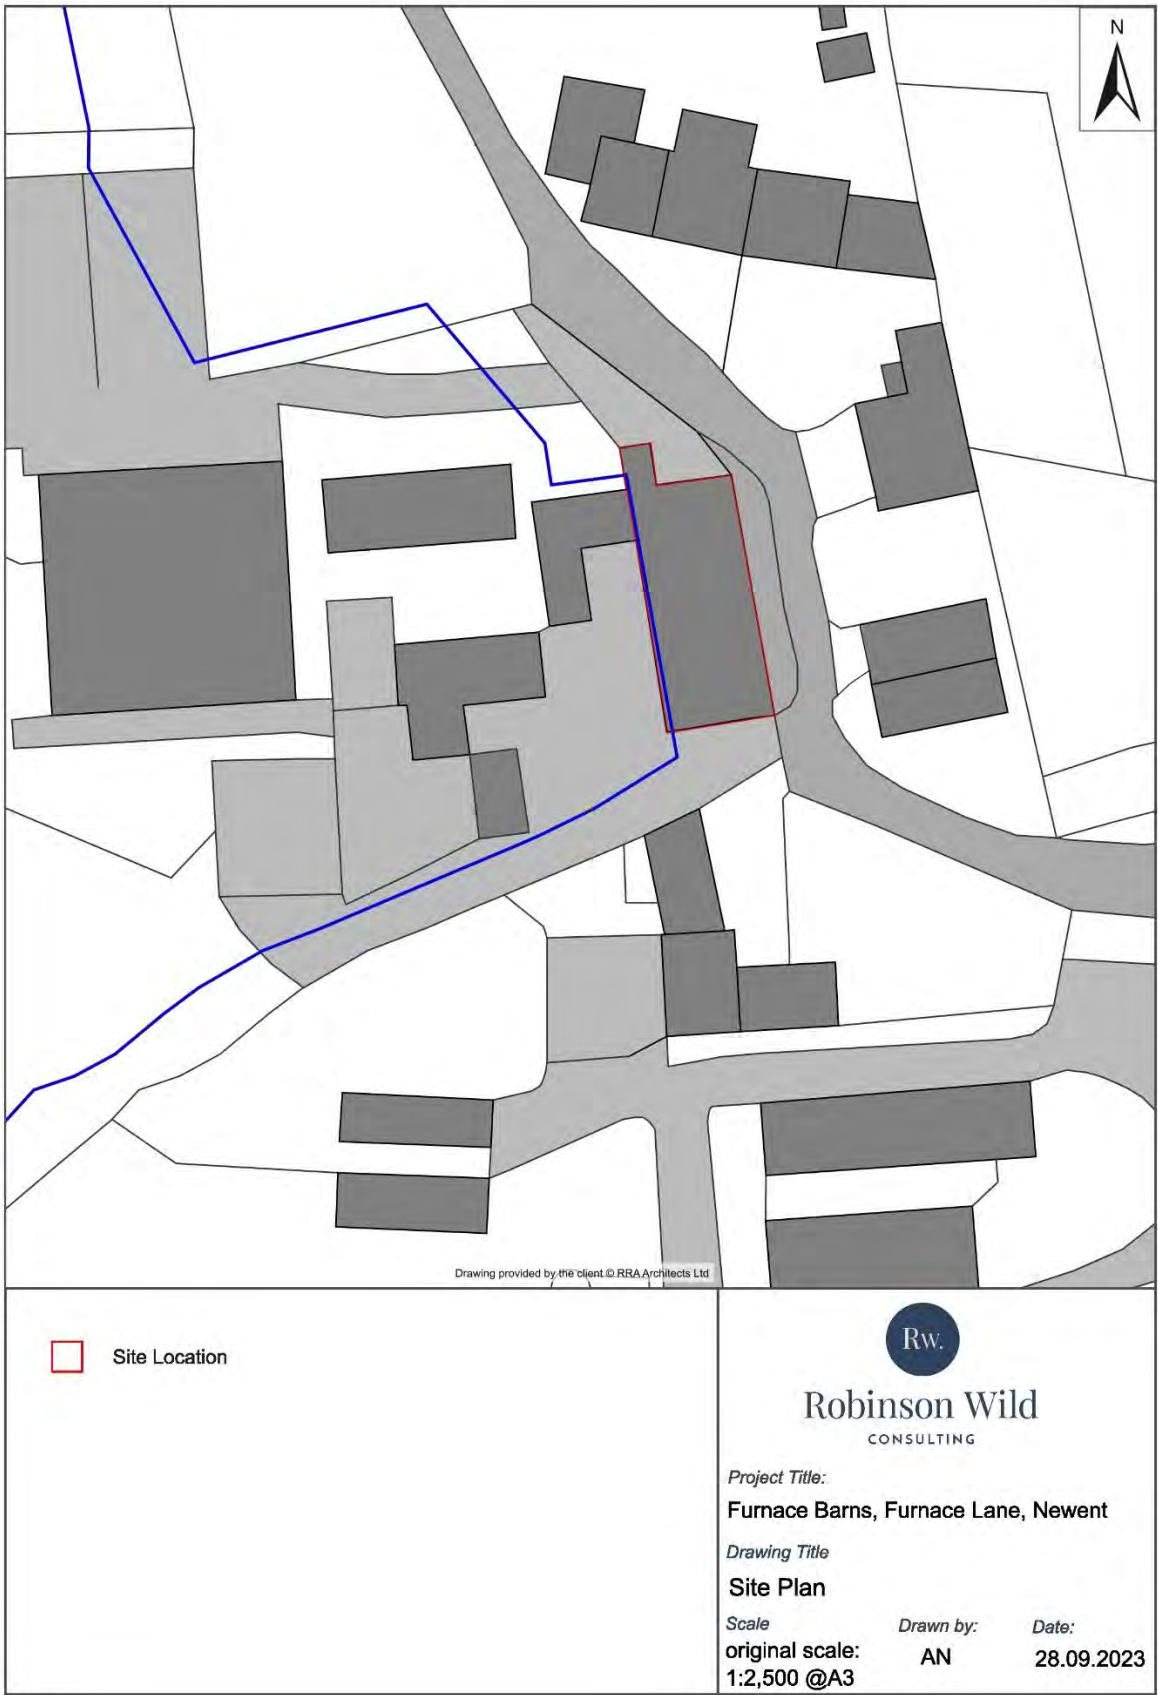 N
Drawing provided by the client © RRA Architects Ltd
Site Location
Rw.
Robinson Wild
CONSULTING
Project Title:
Furnace Barns, Furnace Lane, Newent
Drawing Title
Site Plan
Scale
original scale:
1:2,500 @A3
Drawn by:
AN
Date:
28.09.2023